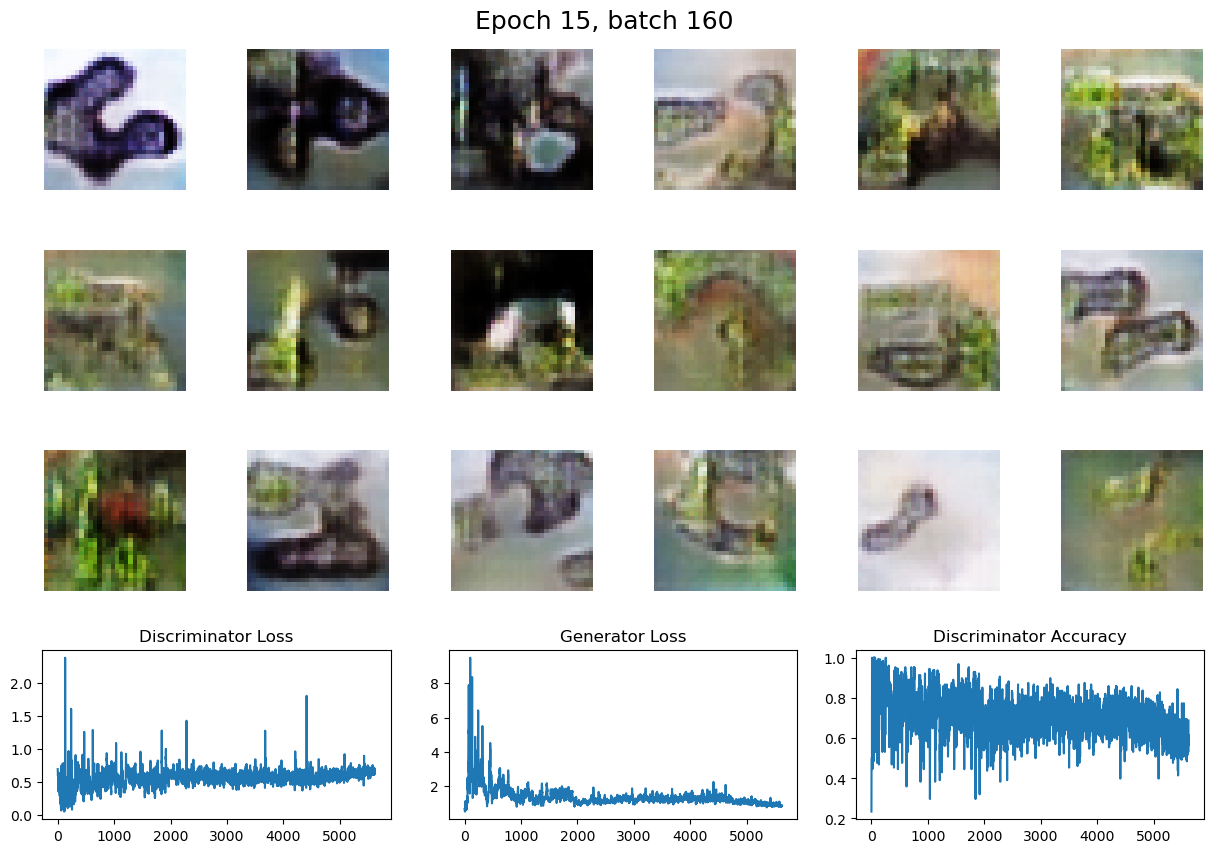 Epoch 15, batch 160
Discriminator Loss
Generator Loss
Discriminator Accuracy
2.0
1.5
1.0
0.5
0.0
0 1000 2000 3000 4000 5000
8
6
4
2
0 1000 2000 3000 4000 5000
1.0
0.8
0.6
0.4
0.2
0 1000 2000 3000 4000 5000